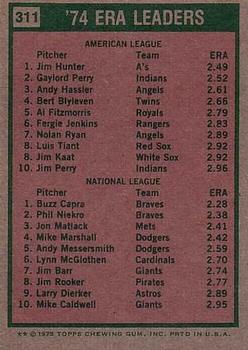 311
'74 ERA LEADERS
AMERICAN LEAGUE
Pitcher Team ERA
1. Jim Hunter A's 2.49
2. Gaylord Perry Indians 2.52
3. Andy Hassler Angels 2.61
4. Bert Blyleven Twins 2.66
5. Al Fitzmorris Royals 2.79
6. Fergie Jenkins Rangers 2.83
7. Nolan Ryan Angels 2.89
8. Luis Tiant Red Sox 2.92
8. Jim Kaat White Sox 2.92
10. Jim Perry Indians 2.96
NATIONAL LEAGUE
Pitcher Team ERA
1. Buzz Capra Braves 2.28
2. Phil Niekro Braves 2.38
3. Jon Matlack Mets 2.41
4. Mike Marshall Dodgers 2.42
5. Andy Messersmith Dodgers 2.59
6. Lynn McGlothen Cardinals 2.70
7. Jim Barr Giants 2.74
8. Jim Rooker Pirates 2.77
9. Larry Dierker Astros 2.89
10. Mike Caldwell Giants 2.95
** © 1975 TOPPS CHEWING GUM, INC. PRTD IN U.S.A.